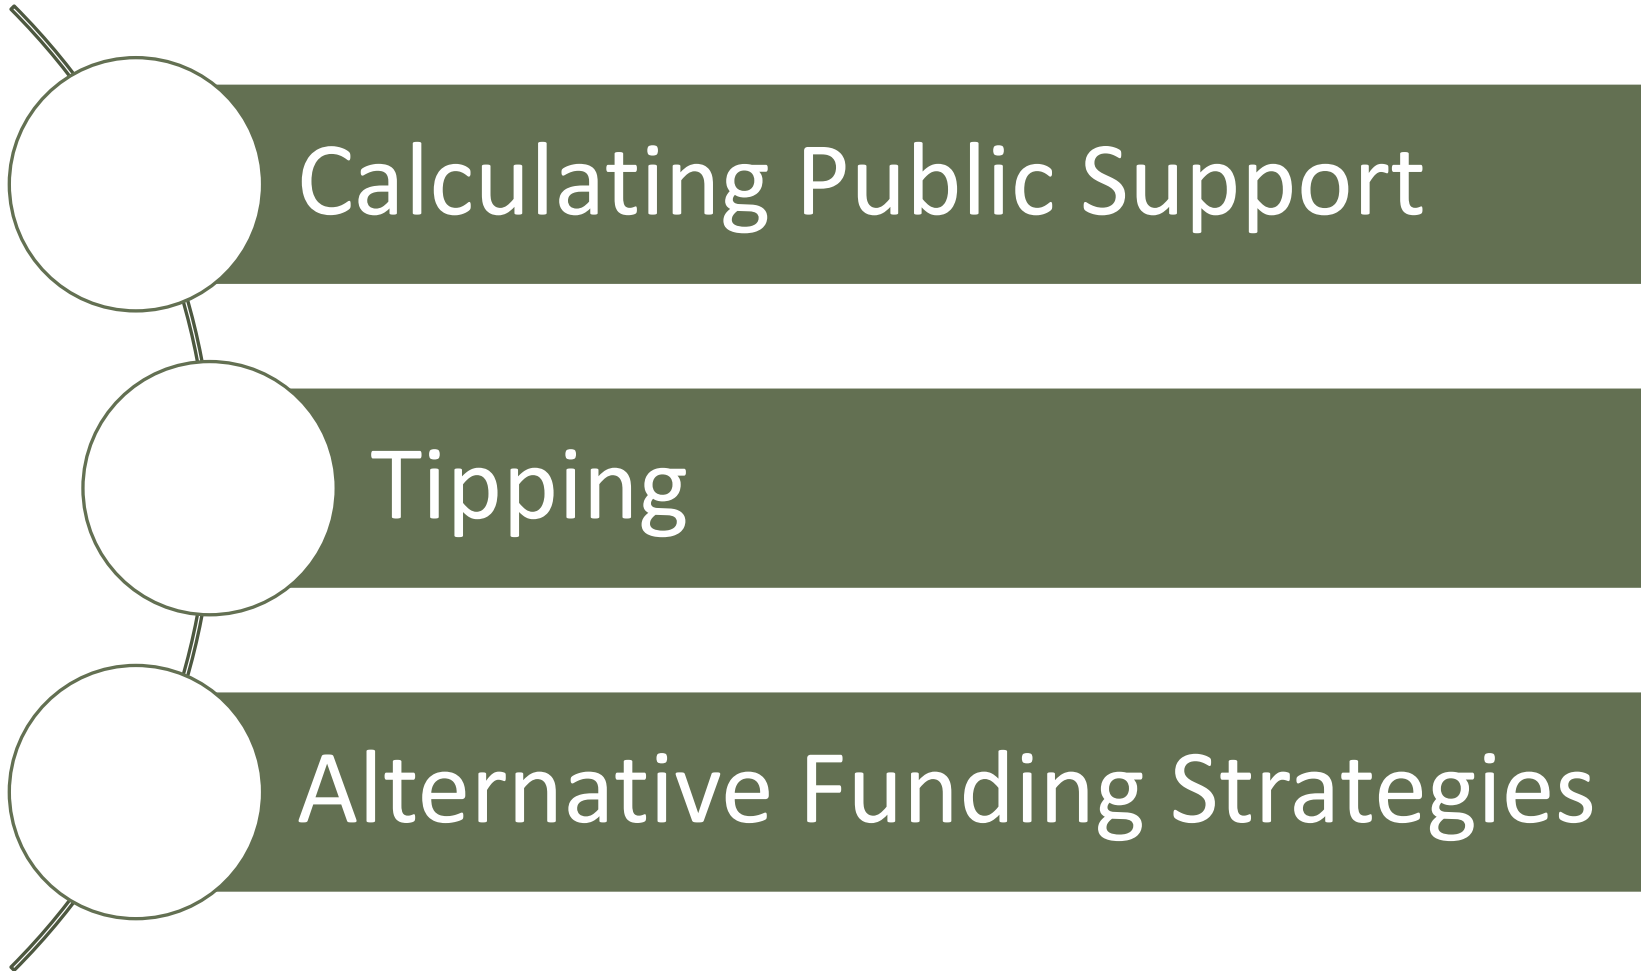 Calculating Public Support
Tipping
Alternative Funding Strategies